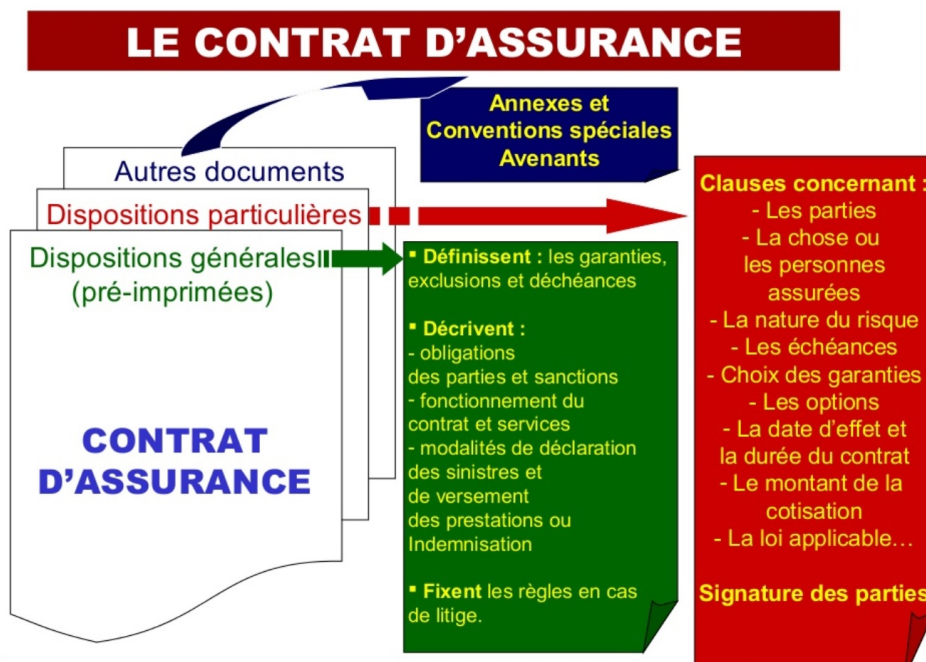 LE CONTRAT D'ASSURANCE
Annexes et
Conventions spéciales
Avenants
Autres documents
Dispositions particulières
Dispositions générales
(pré-imprimées)
CONTRAT
D'ASSURANCE
▪ Définissent : les garanties,
exclusions et déchéances
▪ Décrivent :
- obligations
des parties et sanctions
- fonctionnement du
contrat et services
- modalités de déclaration
des sinistres et
de versement
des prestations ou
Indemnisation
▪ Fixent les règles en cas
de litige.
Clauses concernant :
- Les parties
- La chose ou
les personnes
assurées
- La nature du risque
- Les échéances
- Choix des garanties
- Les options
- La date d'effet et
la durée du contrat
- Le montant de la
cotisation
- La loi applicable…
Signature des parties